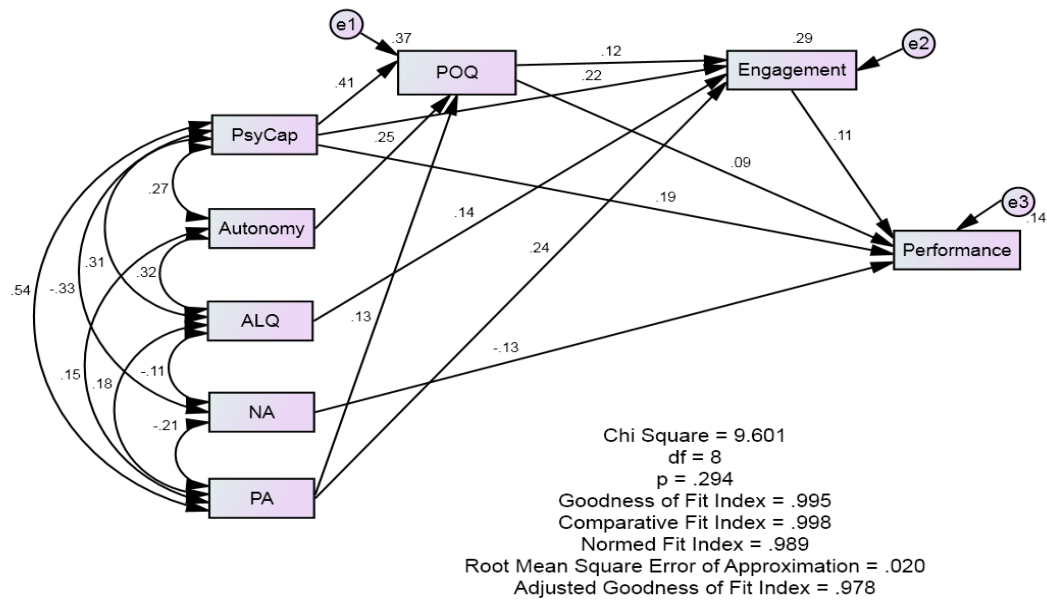 e1
.37
POQ
.12
.29
Engagement
e2
.41
.22
PsyCap
.25
.27
.09
.11
.19
e3
.14
Autonomy
.14
.24
Performance
.54
-.33
.31
.32
ALQ
.13
-.13
.15
.18
-.11
NA
-.21
PA
Chi Square = 9.601
df = 8
p = .294
Goodness of Fit Index = .995
Comparative Fit Index = .998
Normed Fit Index = .989
Root Mean Square Error of Approximation = .020
Adjusted Goodness of Fit Index = .978